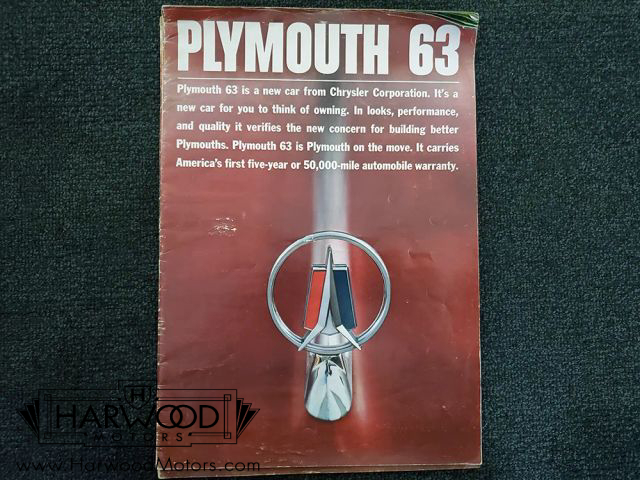 PLYMOUTH 63
Plymouth 63 is a new car from Chrysler Corporation. It's a
new car for you to think of owning. In looks, performance,
and quality it verifies the new concern for building better
Plymouths. Plymouth 63 is Plymouth on the move. It carries
America's first five-year or 50,000-mile automobile warranty.
H
HARWOOD
MOTORS
www.HarwoodMotors.com